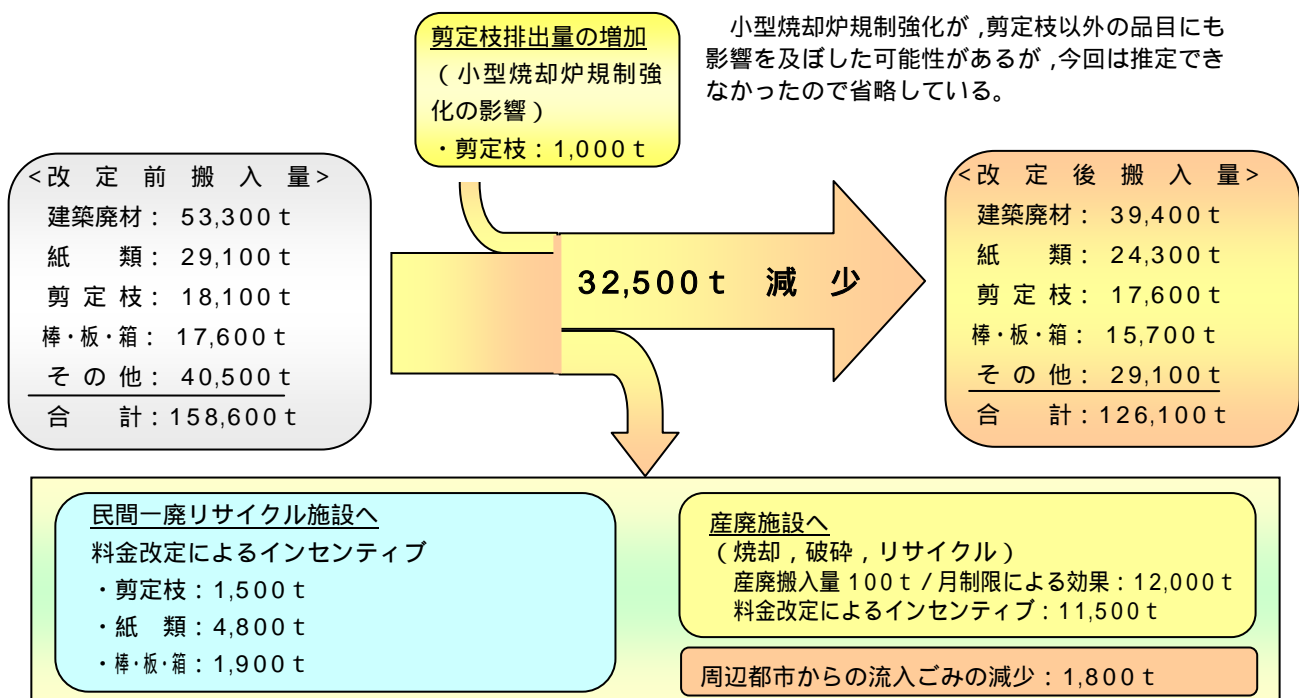 剪定枝排出量の増加
(小型焼却炉規制強
化の影響)
・剪定枝:1,000t
小型焼却炉規制強化が,剪定枝以外の品目にも
影響を及ぼした可能性があるが,今回は推定でき
なかったので省略している。
<改定前搬入量>
建築廃材: 53,300t
紙 類: 29,100t
剪定枝: 18,100t
棒・板・箱: 17,600t
その他: 40,500t
合 計:158,600t
32,500t 減 少
<改定後搬入量>
建築廃材: 39,400t
紙 類: 24,300t
剪定枝: 17,600t
棒・板・箱: 15,700t
その他: 29,100t
合 計:126,100t
民間一廃リサイクル施設へ
料金改定によるインセンティブ
・剪定枝:1,500t
・紙 類:4,800t
・棒・板・箱:1,900t
産廃施設へ
(焼却,破砕,リサイクル)
産廃搬入量100t/月制限による効果:12,000t
料金改定によるインセンティブ:11,500t
周辺都市からの流入ごみの減少:1,800t